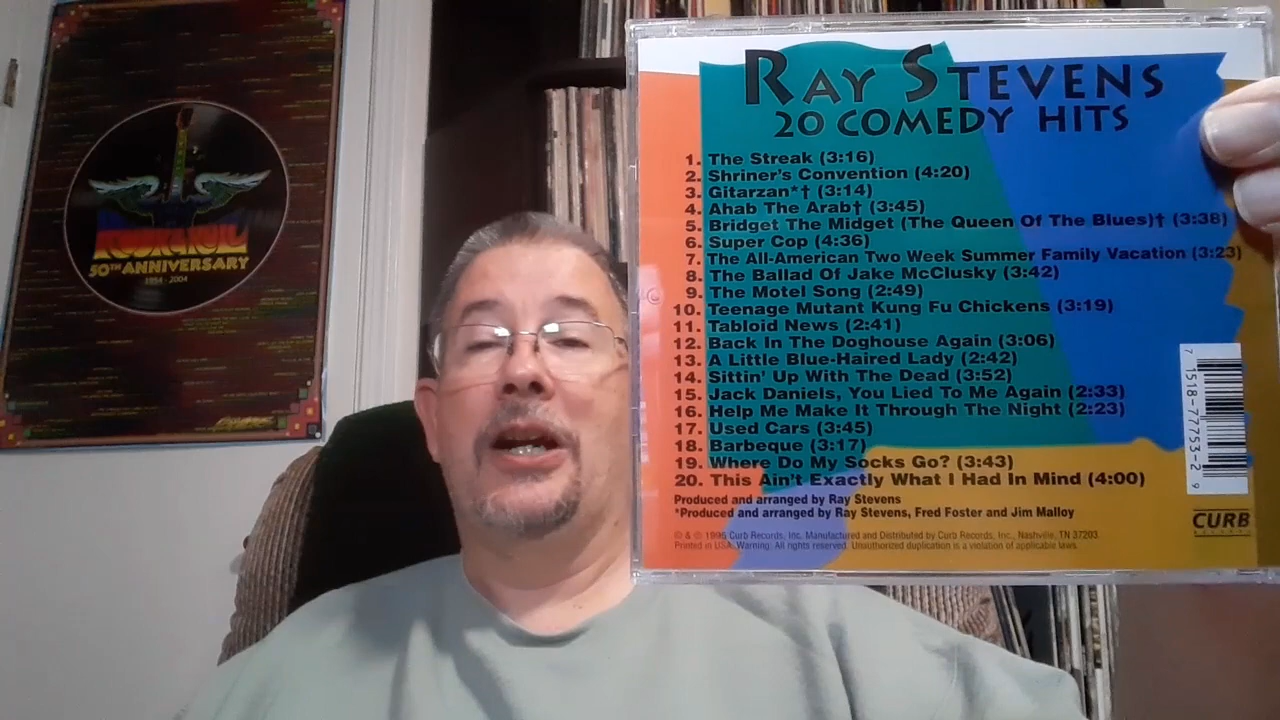 50TH ANNIVERSARY
1954 - 2004
RAY STEVENS
20 COMEDY HITS
1. The Streak (3:16)
2. Shriner's Convention (4:20)
3. Gitarzan*† (3:14)
4. Ahab The Arab† (3:45)
5. Bridget The Midget (The Queen Of The Blues)† (3:38)
6. Super Cop (4:36)
7. The All-American Two Week Summer Family Vacation (3:23)
8. The Ballad Of Jake McClusky (3:42)
9. The Motel Song (2:49)
10. Teenage Mutant Kung Fu Chickens (3:19)
11. Tabloid News (2:41)
12. Back In The Doghouse Again (3:06)
13. A Little Blue-Haired Lady (2:42)
14. Sittin' Up With The Dead (3:52)
15. Jack Daniels, You Lied To Me Again (2:33)
16. Help Me Make It Through The Night (2:23)
17. Used Cars (3:45)
18. Barbeque (3:17)
19. Where Do My Socks Go? (3:43)
20. This Ain't Exactly What I Had In Mind (4:00)
Produced and arranged by Ray Stevens
*Produced and arranged by Ray Stevens, Fred Foster and Jim Malloy
℗ & © 1995 Curb Records, Inc. Manufactured and Distributed by Curb Records, Inc., Nashville, TN 37203.
Printed in USA. Warning: All rights reserved. Unauthorized duplication is a violation of applicable laws.
7 1518-77753-2 9
CURB
RECORDS